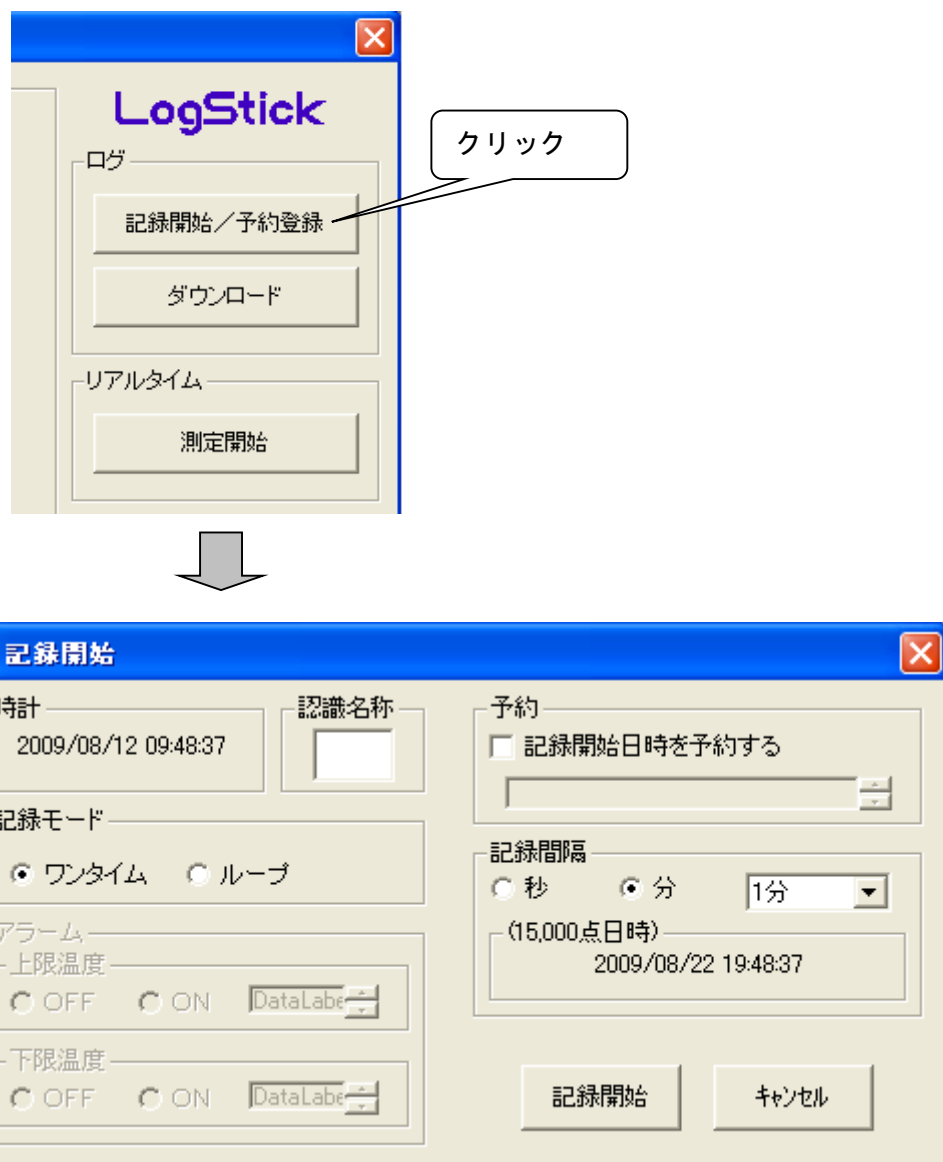 LogStick
クリック
ログ
記録開始／予約登録
ダウンロード
リアルタイム
測定開始
記録開始
時計
2009/08/12 09:48:37
認識名称
予約
記録開始日時を予約する
記録モード
ワンタイム ループ
記録間隔
秒 分 1分
(15,000点日時)
2009/08/22 19:48:37
アラーム
上限温度
OFF ON DataLabe
下限温度
OFF ON DataLabe
記録開始 キャンセル